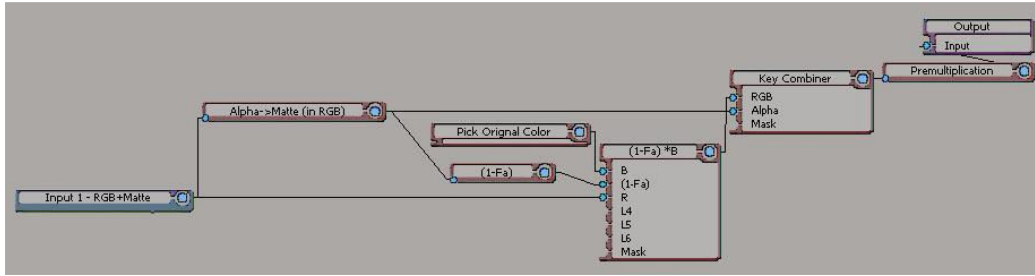 Output
Input
Premultiplication
Key Combiner
RGB
Alpha
Mask
Alpha->Matte (in RGB)
Pick Orignal Color
(1-Fa) *B
(1-Fa)
B
(1-Fa)
R
L4
L5
L6
Mask
Input 1 - RGB+Matte